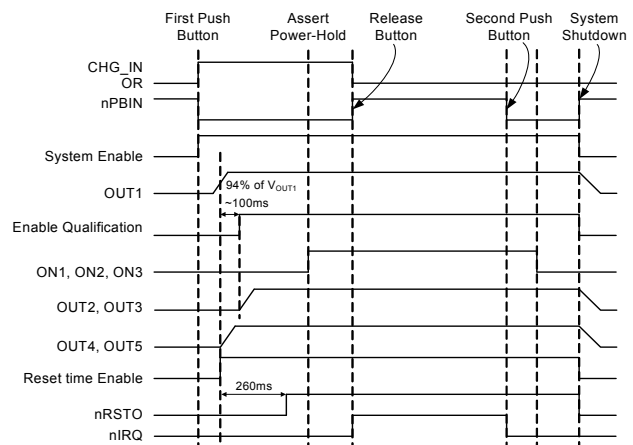 First Push
Button
Assert
Power-Hold
Release
Button
Second Push
Button
System
Shutdown
CHG_IN
OR
nPBIN
System Enable
OUT1
94% of VOUT1
~100ms
Enable Qualification
ON1, ON2, ON3
OUT2, OUT3
OUT4, OUT5
Reset time Enable
260ms
nRSTO
nIRQ